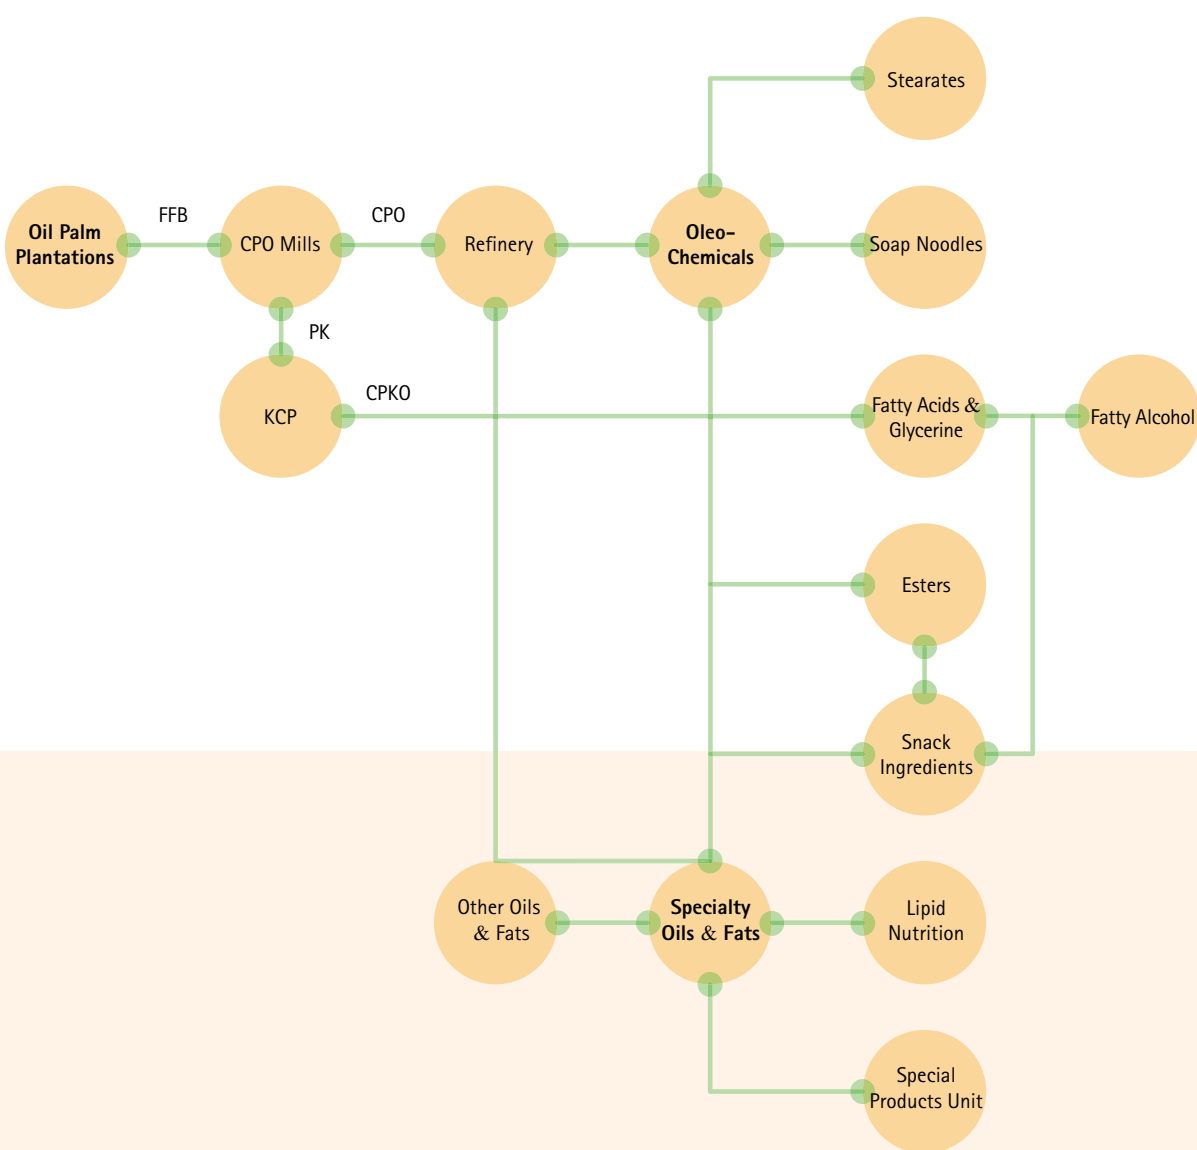 Stearates
Oil Palm
Plantations
FFB
CPO Mills
CPO
Refinery
Oleo-
Chemicals
Soap Noodles
PK
KCP
CPKO
Fatty Acids &
Glycerine
Fatty Alcohol
Esters
Snack
Ingredients
Other Oils
& Fats
Specialty
Oils & Fats
Lipid
Nutrition
Special
Products Unit